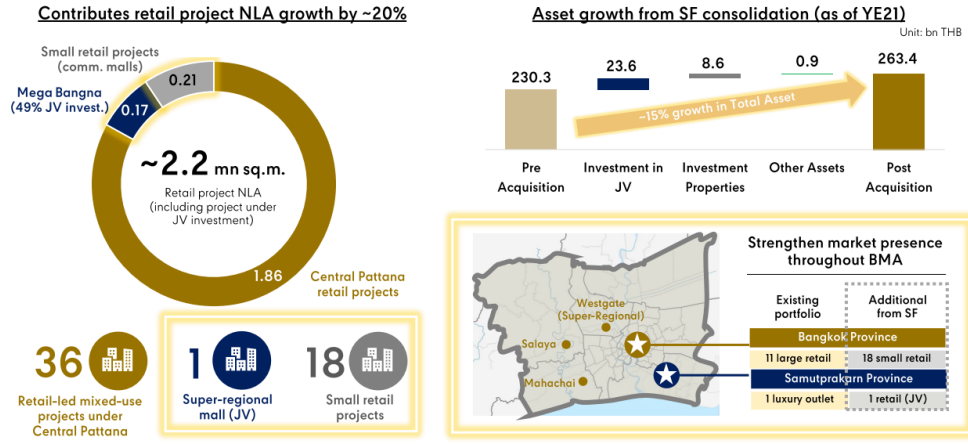 Contributes retail project NLA growth by ~20%
Small retail projects
(comm. malls)
0.21
Mega Bangna
(49% JV invest.)
0.17
~2.2 mn sq.m.
Retail project NLA
(including project under
JV investment)
1.86
Central Pattana
retail projects
36
Retail-led mixed-use
projects under
Central Pattana
1
Super-regional
mall (JV)
18
Small retail
projects
Asset growth from SF consolidation (as of YE21)
Unit: bn THB
230.3
23.6
8.6
0.9
263.4
~15% growth in Total Asset
Pre
Acquisition
Investment in
JV
Investment
Properties
Other Assets
Post
Acquisition
Westgate
(Super-Regional)
Salaya
Mahachai
Strengthen market presence
throughout BMA
Existing
portfolio
Additional
from SF
Bangkok Province
11 large retail
18 small retail
Samutprakarn Province
1 luxury outlet
1 retail (JV)